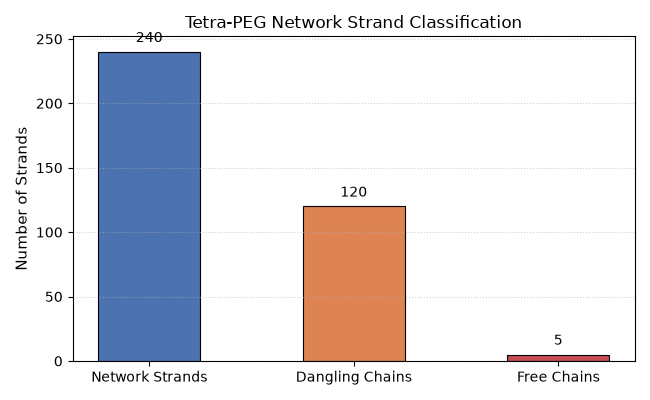 Tetra-PEG Network Strand Classification
Number of Strands
250
200
150
100
50
0
240
120
5
Network Strands
Dangling Chains
Free Chains